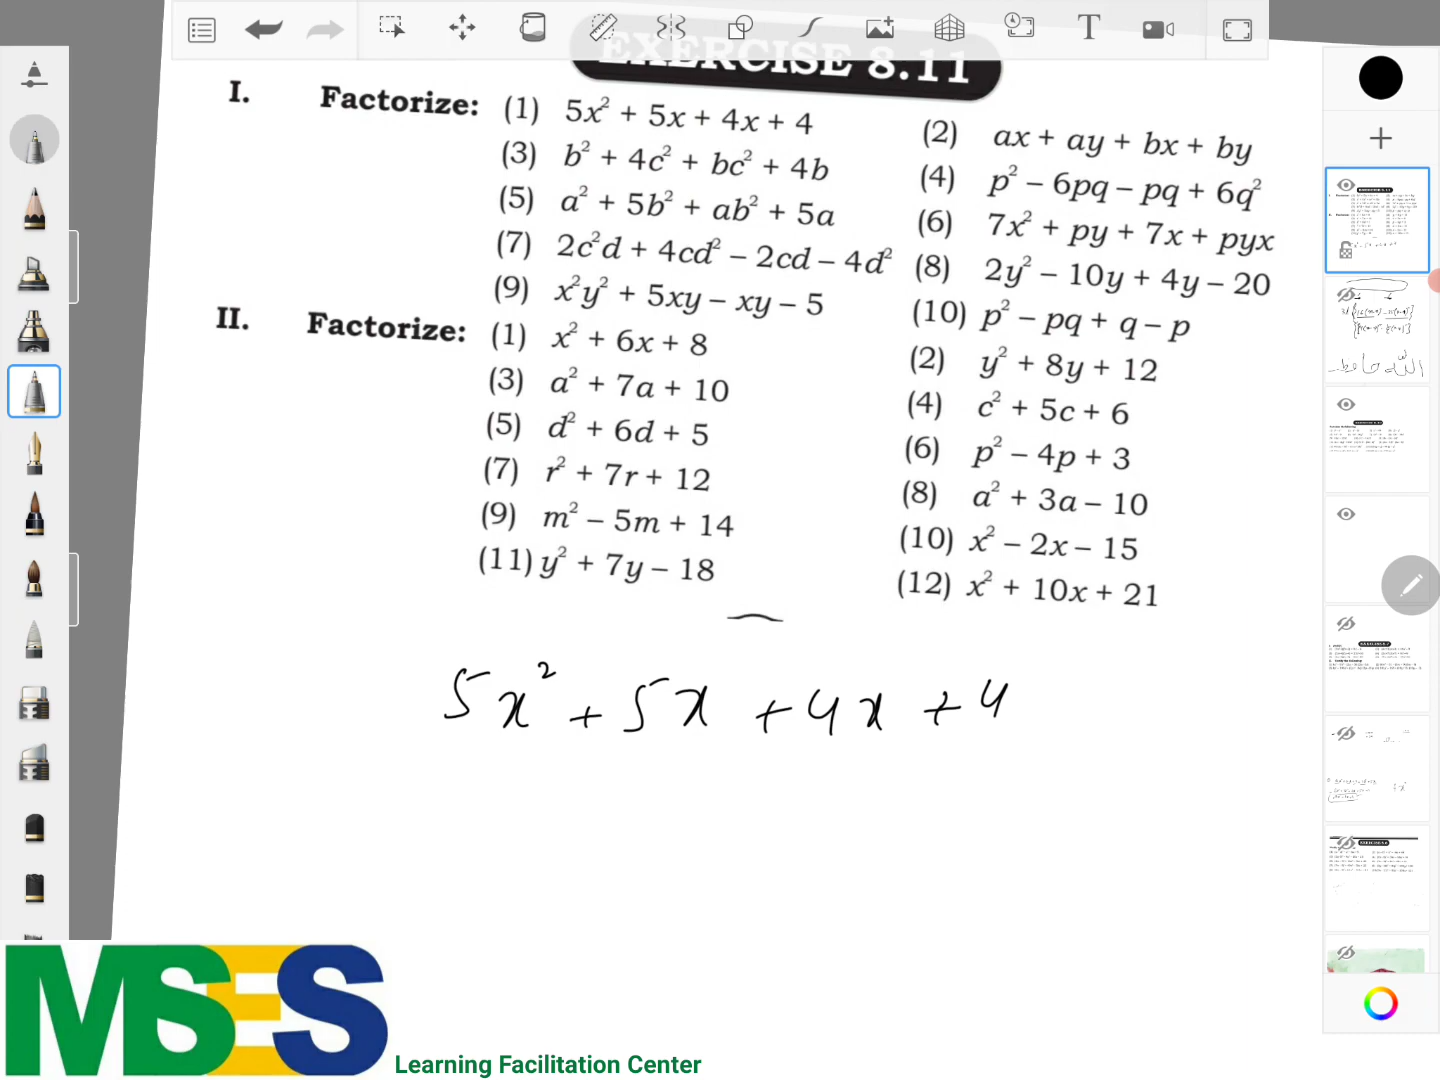 EXERCISE 8.11
I. Factorize: (1) 5x² + 5x + 4x + 4 (2) ax + ay + bx + by
(3) b² + 4c² + bc² + 4b (4) p² – 6pq – pq + 6q²
(5) a² + 5b² + ab² + 5a (6) 7x² + py + 7x + pyx
(7) 2c²d + 4cd² – 2cd – 4d² (8) 2y² – 10y + 4y – 20
(9) x²y² + 5xy – xy – 5 (10) p² – pq + q – p
II. Factorize: (1) x² + 6x + 8 (2) y² + 8y + 12
(3) a² + 7a + 10 (4) c² + 5c + 6
(5) d² + 6d + 5 (6) p² – 4p + 3
(7) r² + 7r + 12 (8) a² + 3a – 10
(9) m² – 5m + 14 (10) x² – 2x – 15
(11) y² + 7y – 18 (12) x² + 10x + 21
5x² + 5x + 4x + 4
T
MSES
Learning Facilitation Center